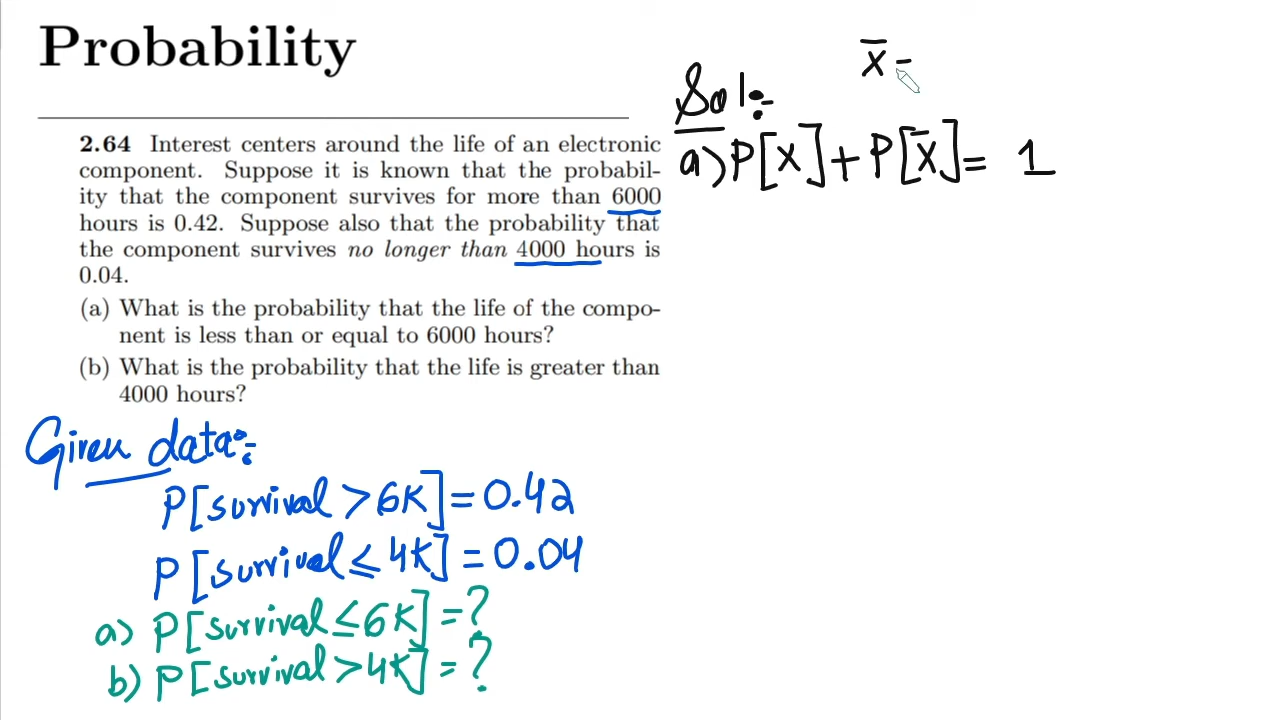 Probability
2.64 Interest centers around the life of an electronic
component. Suppose it is known that the probabil-
ity that the component survives for more than 6000
hours is 0.42. Suppose also that the probability that
the component survives no longer than 4000 hours is
0.04.
(a) What is the probability that the life of the compo-
nent is less than or equal to 6000 hours?
(b) What is the probability that the life is greater than
4000 hours?
Given data:-
P[survival > 6K] = 0.42
P[survival ≤ 4K] = 0.04
a) P[survival ≤ 6K] = ?
b) P[survival > 4K] = ?
X̅ =
Sol:-
a) P[X] + P[X̅] = 1